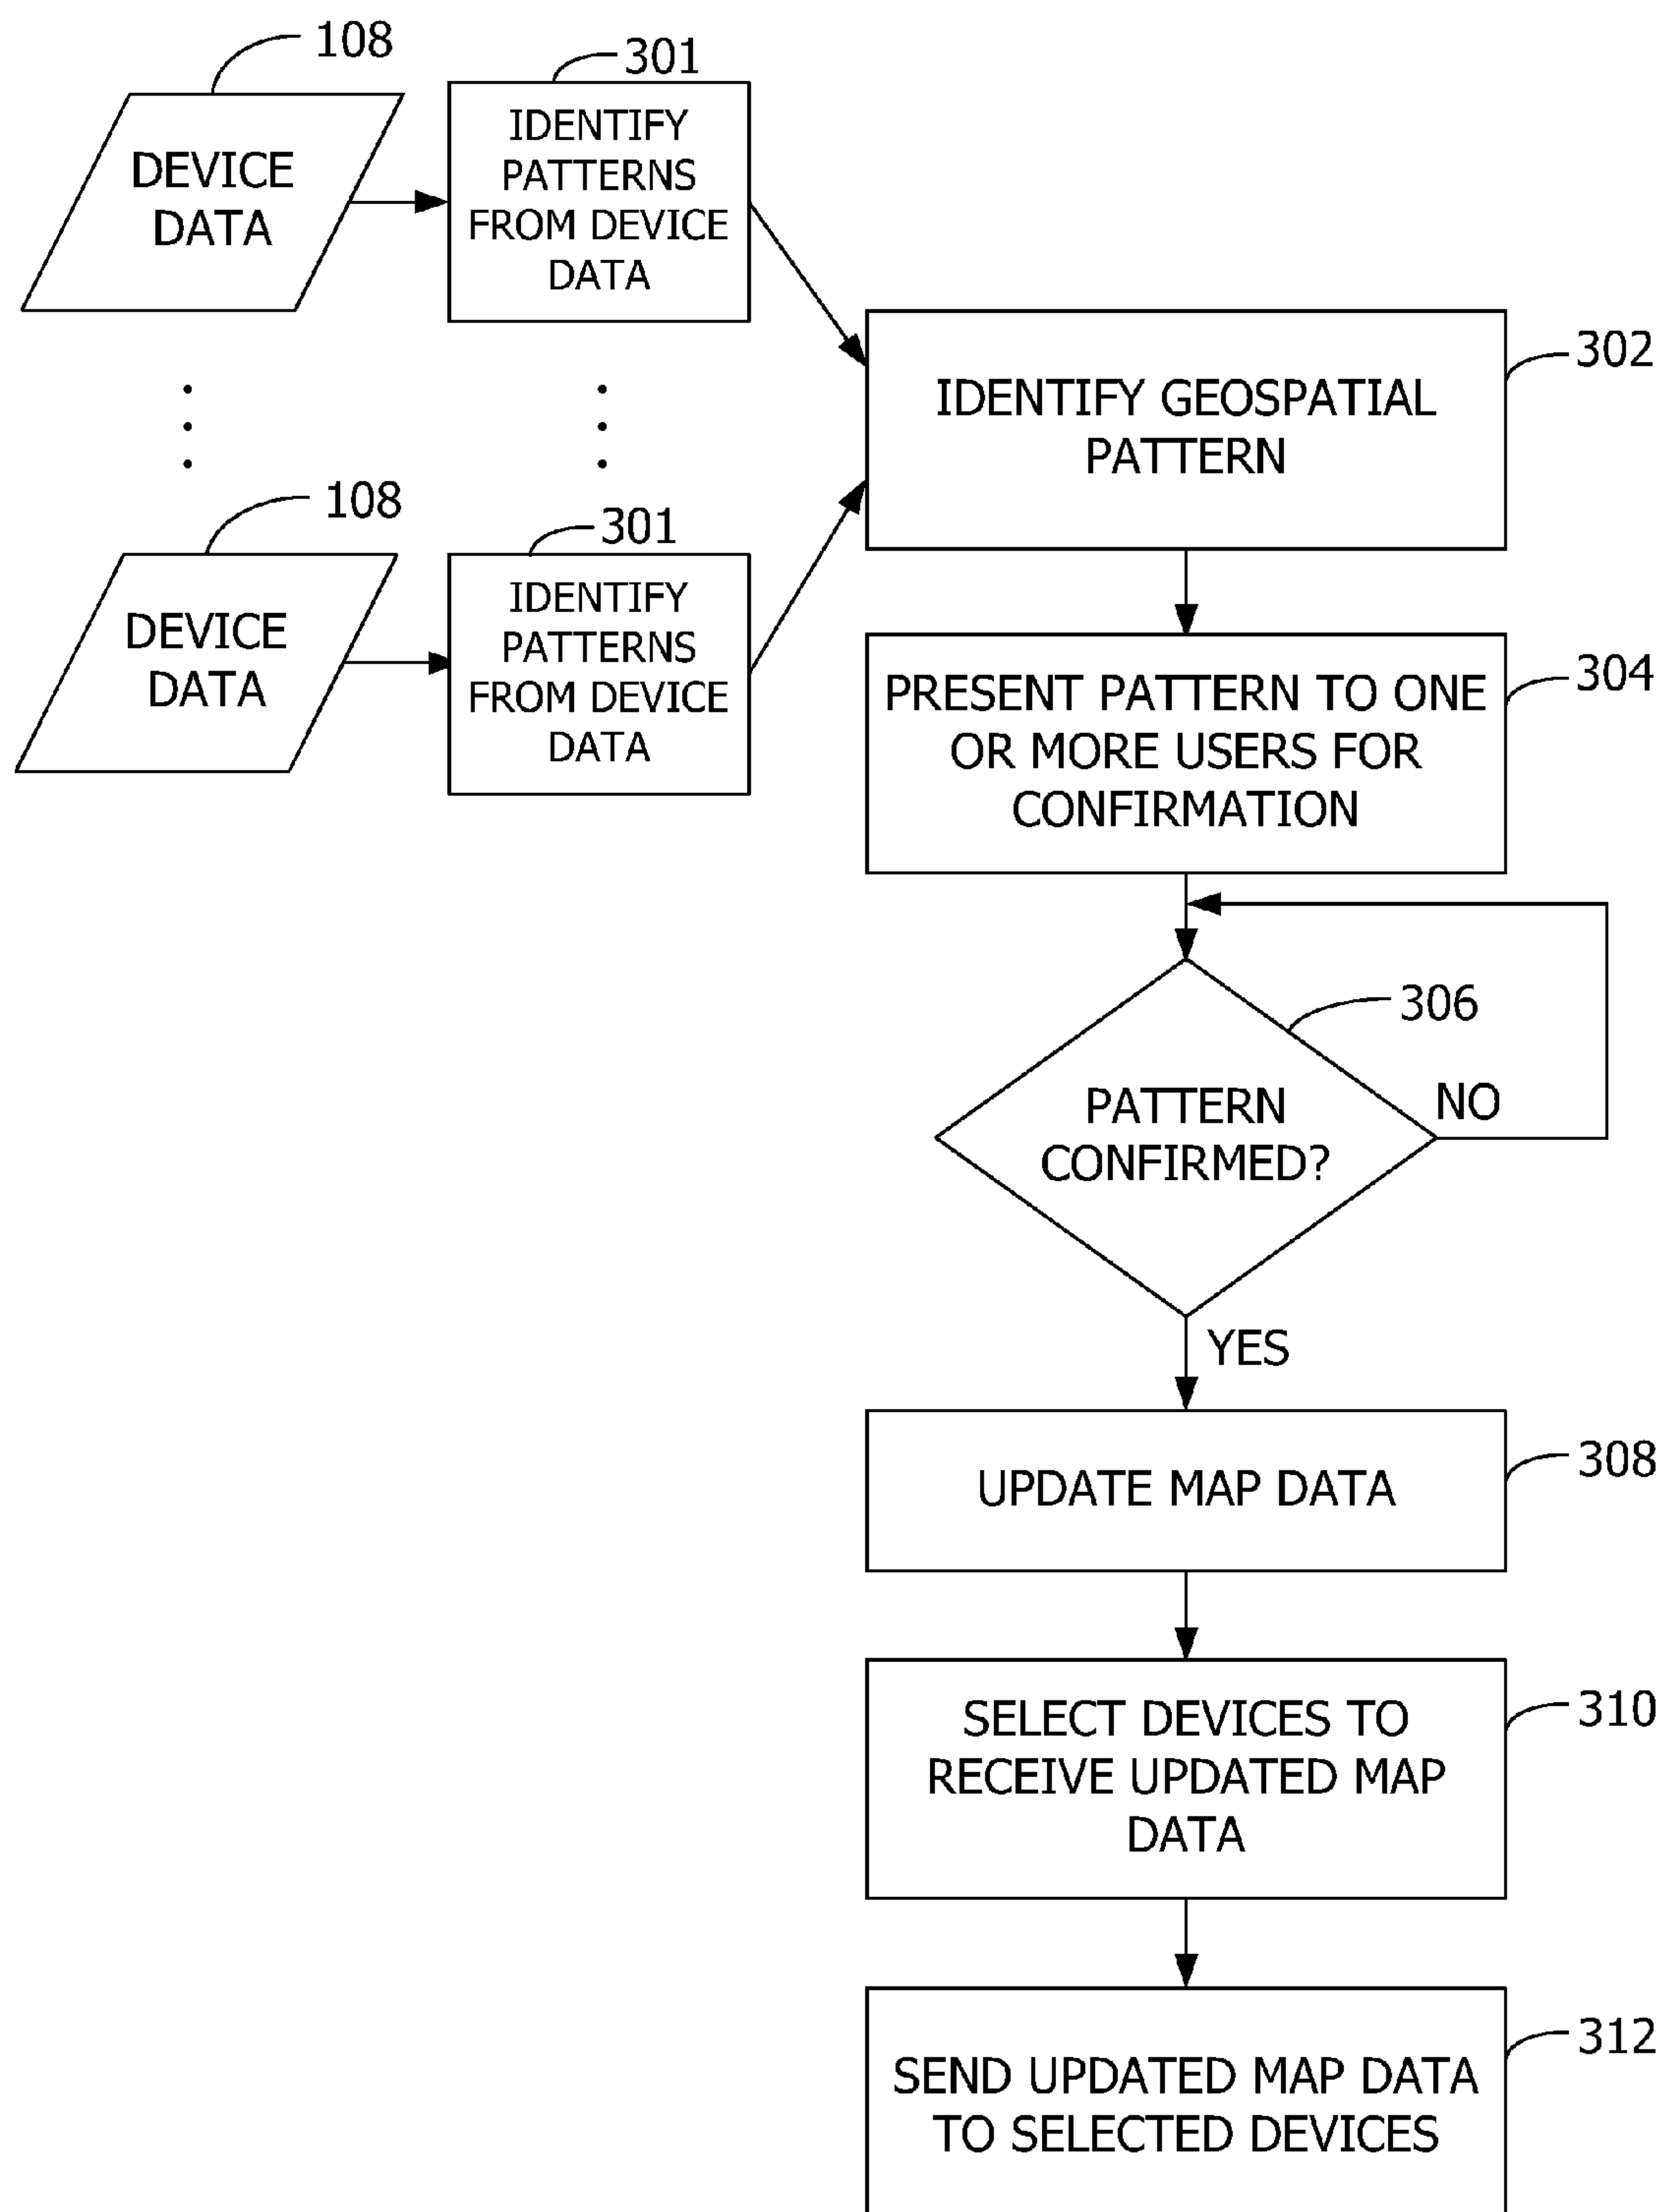 108
DEVICE
DATA
301
IDENTIFY
PATTERNS
FROM DEVICE
DATA
302
IDENTIFY GEOSPATIAL
PATTERN
108
DEVICE
DATA
301
IDENTIFY
PATTERNS
FROM DEVICE
DATA
304
PRESENT PATTERN TO ONE
OR MORE USERS FOR
CONFIRMATION
306
PATTERN
CONFIRMED?
NO
YES
308
UPDATE MAP DATA
310
SELECT DEVICES TO
RECEIVE UPDATED MAP
DATA
312
SEND UPDATED MAP DATA
TO SELECTED DEVICES